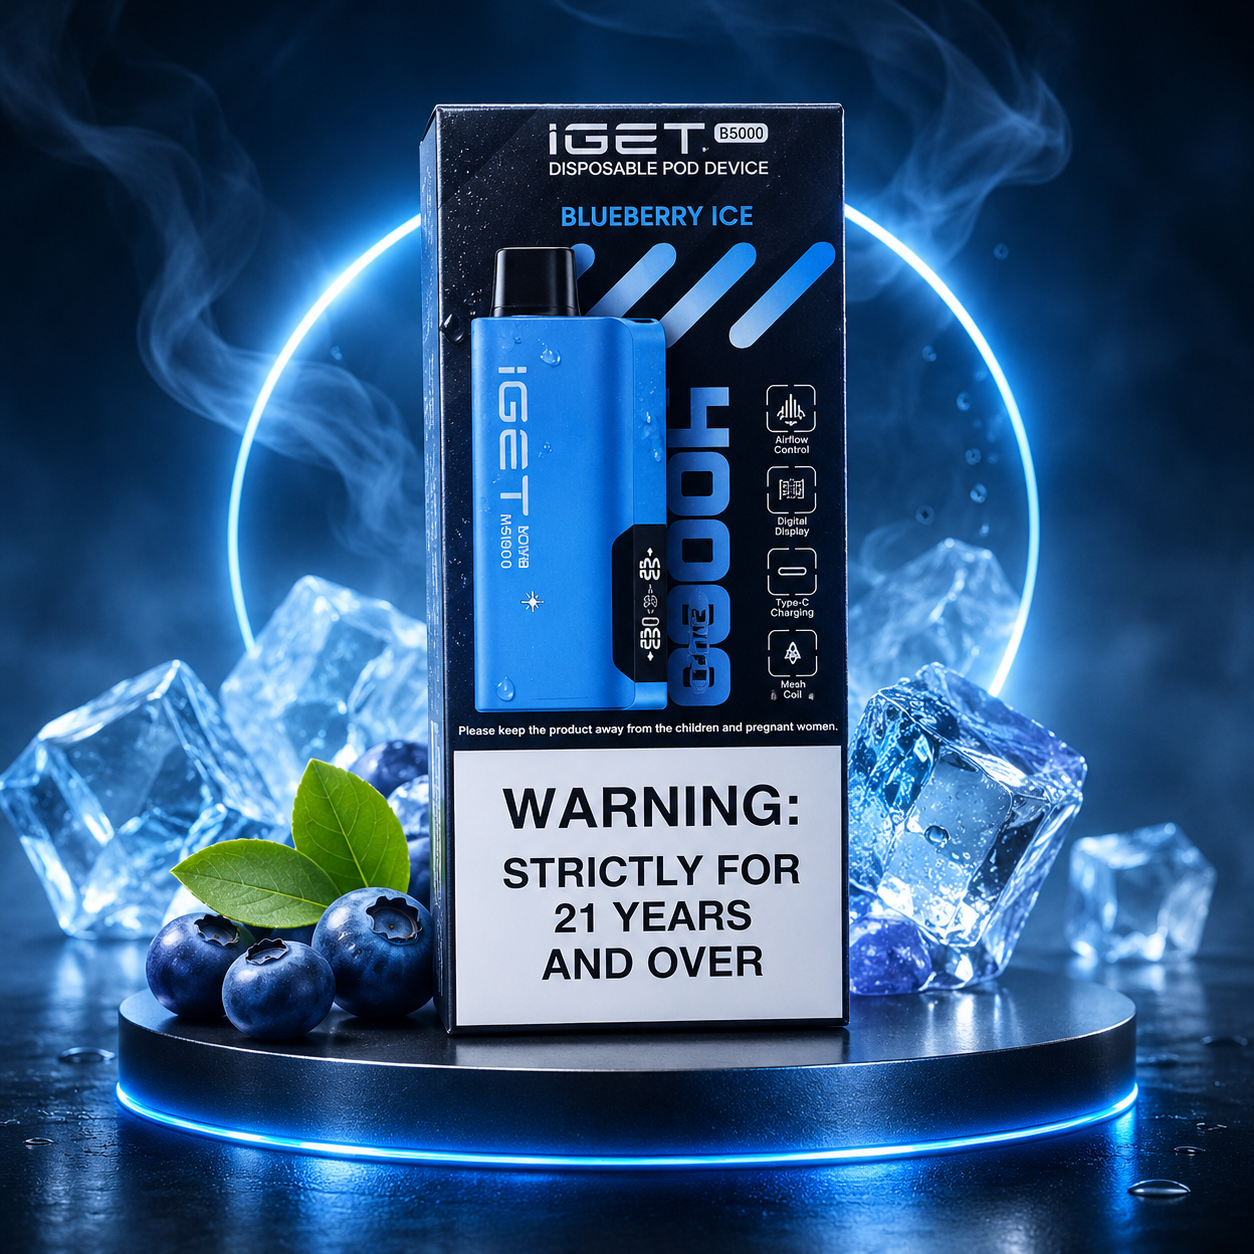 iGET B5000
DISPOSABLE POD DEVICE
BLUEBERRY ICE
iGET
Airflow
Control
Digital
Display
Type-C
Charging
Mesh
Coil
Please keep the product away from the children and pregnant women.
WARNING:
STRICTLY FOR
21 YEARS
AND OVER